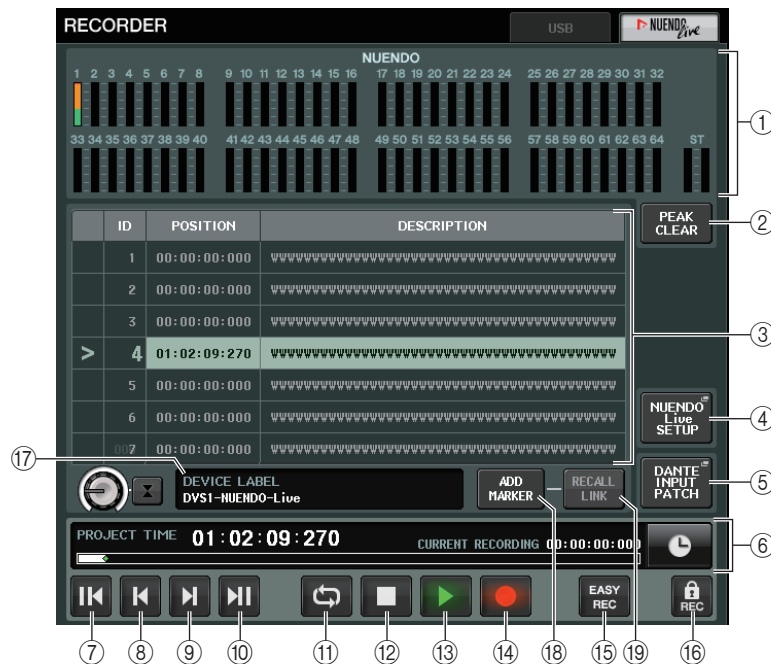 RECORDER
USB
NUENDO Live
NUENDO
1 2 3 4 5 6 7 8 9 10 11 12 13 14 15 16 17 18 19 20 21 22 23 24 25 26 27 28 29 30 31 32
33 34 35 36 37 38 39 40 41 42 43 44 45 46 47 48 49 50 51 52 53 54 55 56 57 58 59 60 61 62 63 64 ST
①
PEAK CLEAR
②
ID POSITION DESCRIPTION
1 00:00:00:000
2 00:00:00:000
3 00:00:00:000
③
> 4 01:02:09:270
5 00:00:00:000
6 00:00:00:000
7 00:00:00:000
NUENDO
Live
SETUP
④
DANTE
INPUT
PATCH
⑤
⑰
DEVICE LABEL
DVS1-NUENDO-Live
ADD
MARKER
RECALL
LINK
PROJECT TIME 01:02:09:270
CURRENT RECORDING 00:00:00:000
⑥
EASY
REC
REC
⑦ ⑧ ⑨ ⑩ ⑪ ⑫ ⑬ ⑭ ⑱ ⑮ ⑲ ⑯